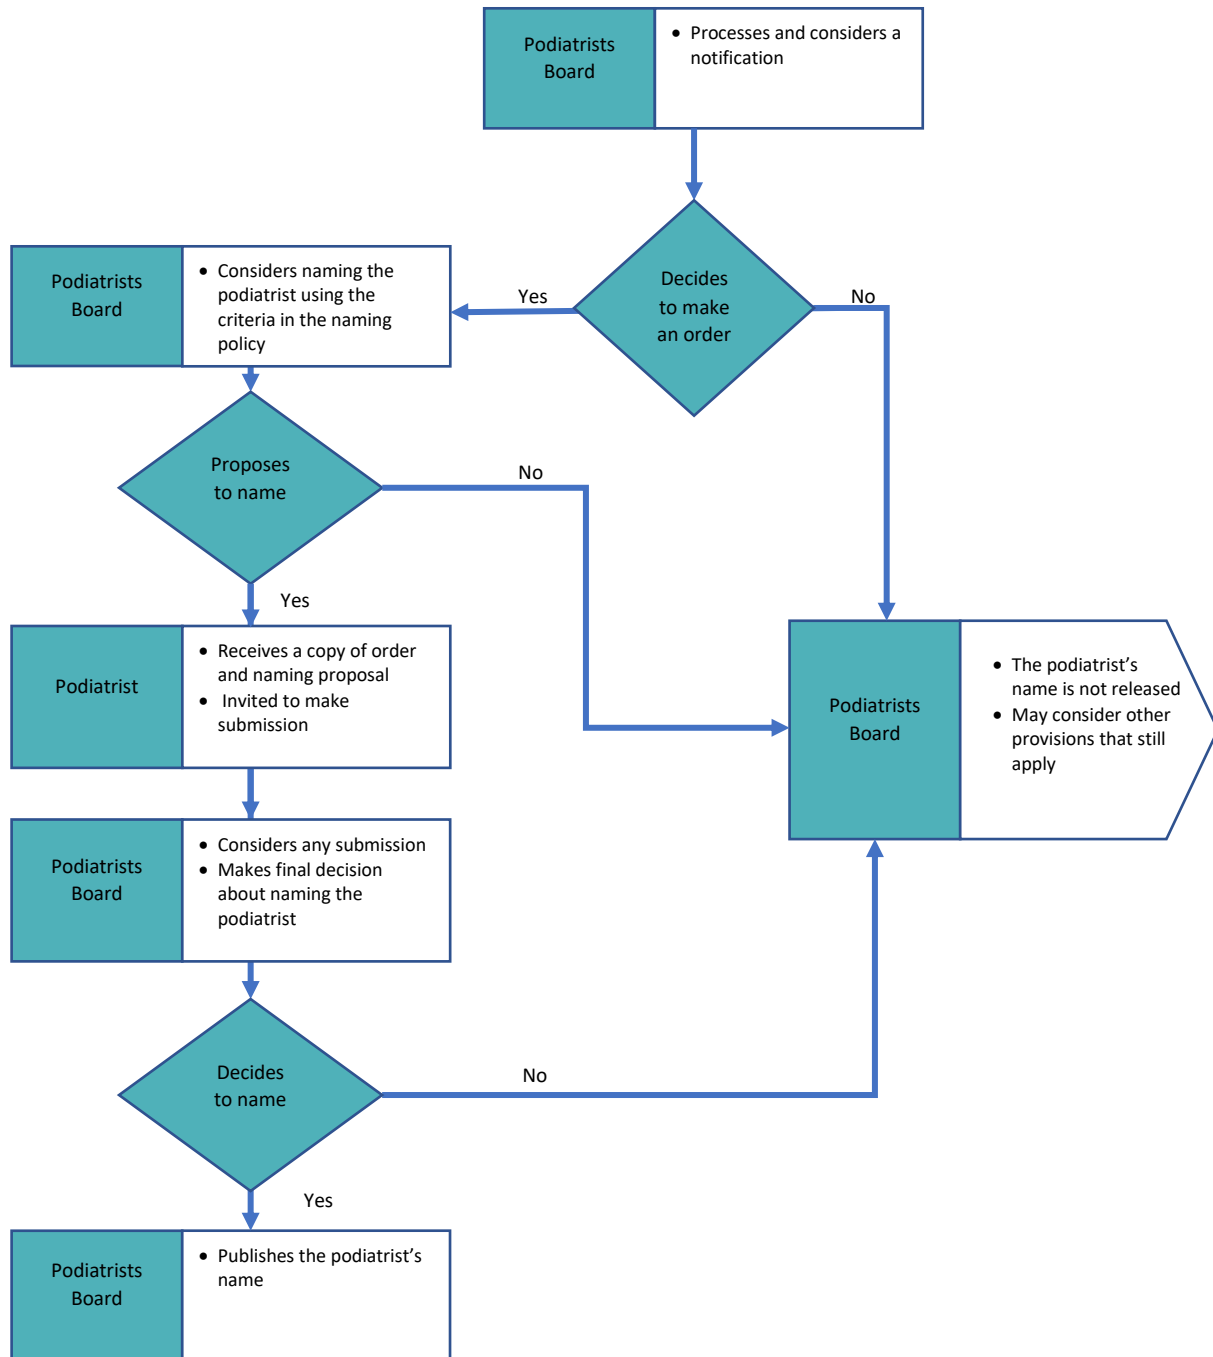 Podiatrists
Board
• Processes and considers a
notification
Decides
to make
an order
Yes
No
Podiatrists
Board
• Considers naming the
podiatrist using the
criteria in the naming
policy
Proposes
to name
No
Yes
Podiatrist
• Receives a copy of order
and naming proposal
• Invited to make
submission
Podiatrists
Board
• The podiatrist’s
name is not released
• May consider other
provisions that still
apply
Podiatrists
Board
• Considers any submission
• Makes final decision
about naming the
podiatrist
Decides
to name
No
Yes
Podiatrists
Board
• Publishes the podiatrist’s
name